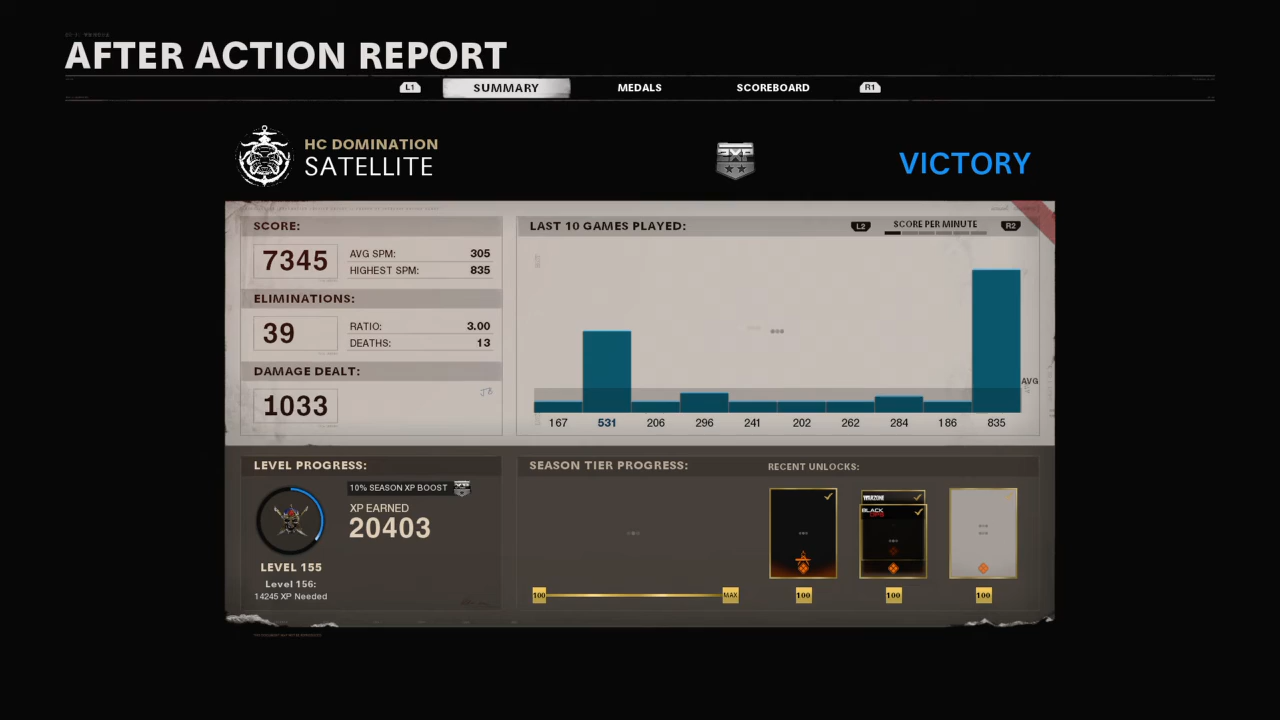 AFTER ACTION REPORT
L1 SUMMARY MEDALS SCOREBOARD R1
HC DOMINATION
SATELLITE
2XP
VICTORY
SCORE:
7345
AVG SPM: 305
HIGHEST SPM: 835
ELIMINATIONS:
39
RATIO: 3.00
DEATHS: 13
DAMAGE DEALT:
1033
LAST 10 GAMES PLAYED:
L2 SCORE PER MINUTE R2
AVG
167 531 206 296 241 202 262 284 186 835
LEVEL PROGRESS:
10% SEASON XP BOOST
XP EARNED
20403
LEVEL 155
Level 156:
14245 XP Needed
SEASON TIER PROGRESS:
100 MAX
RECENT UNLOCKS:
WARZONE
BLACK OPS
100 100 100